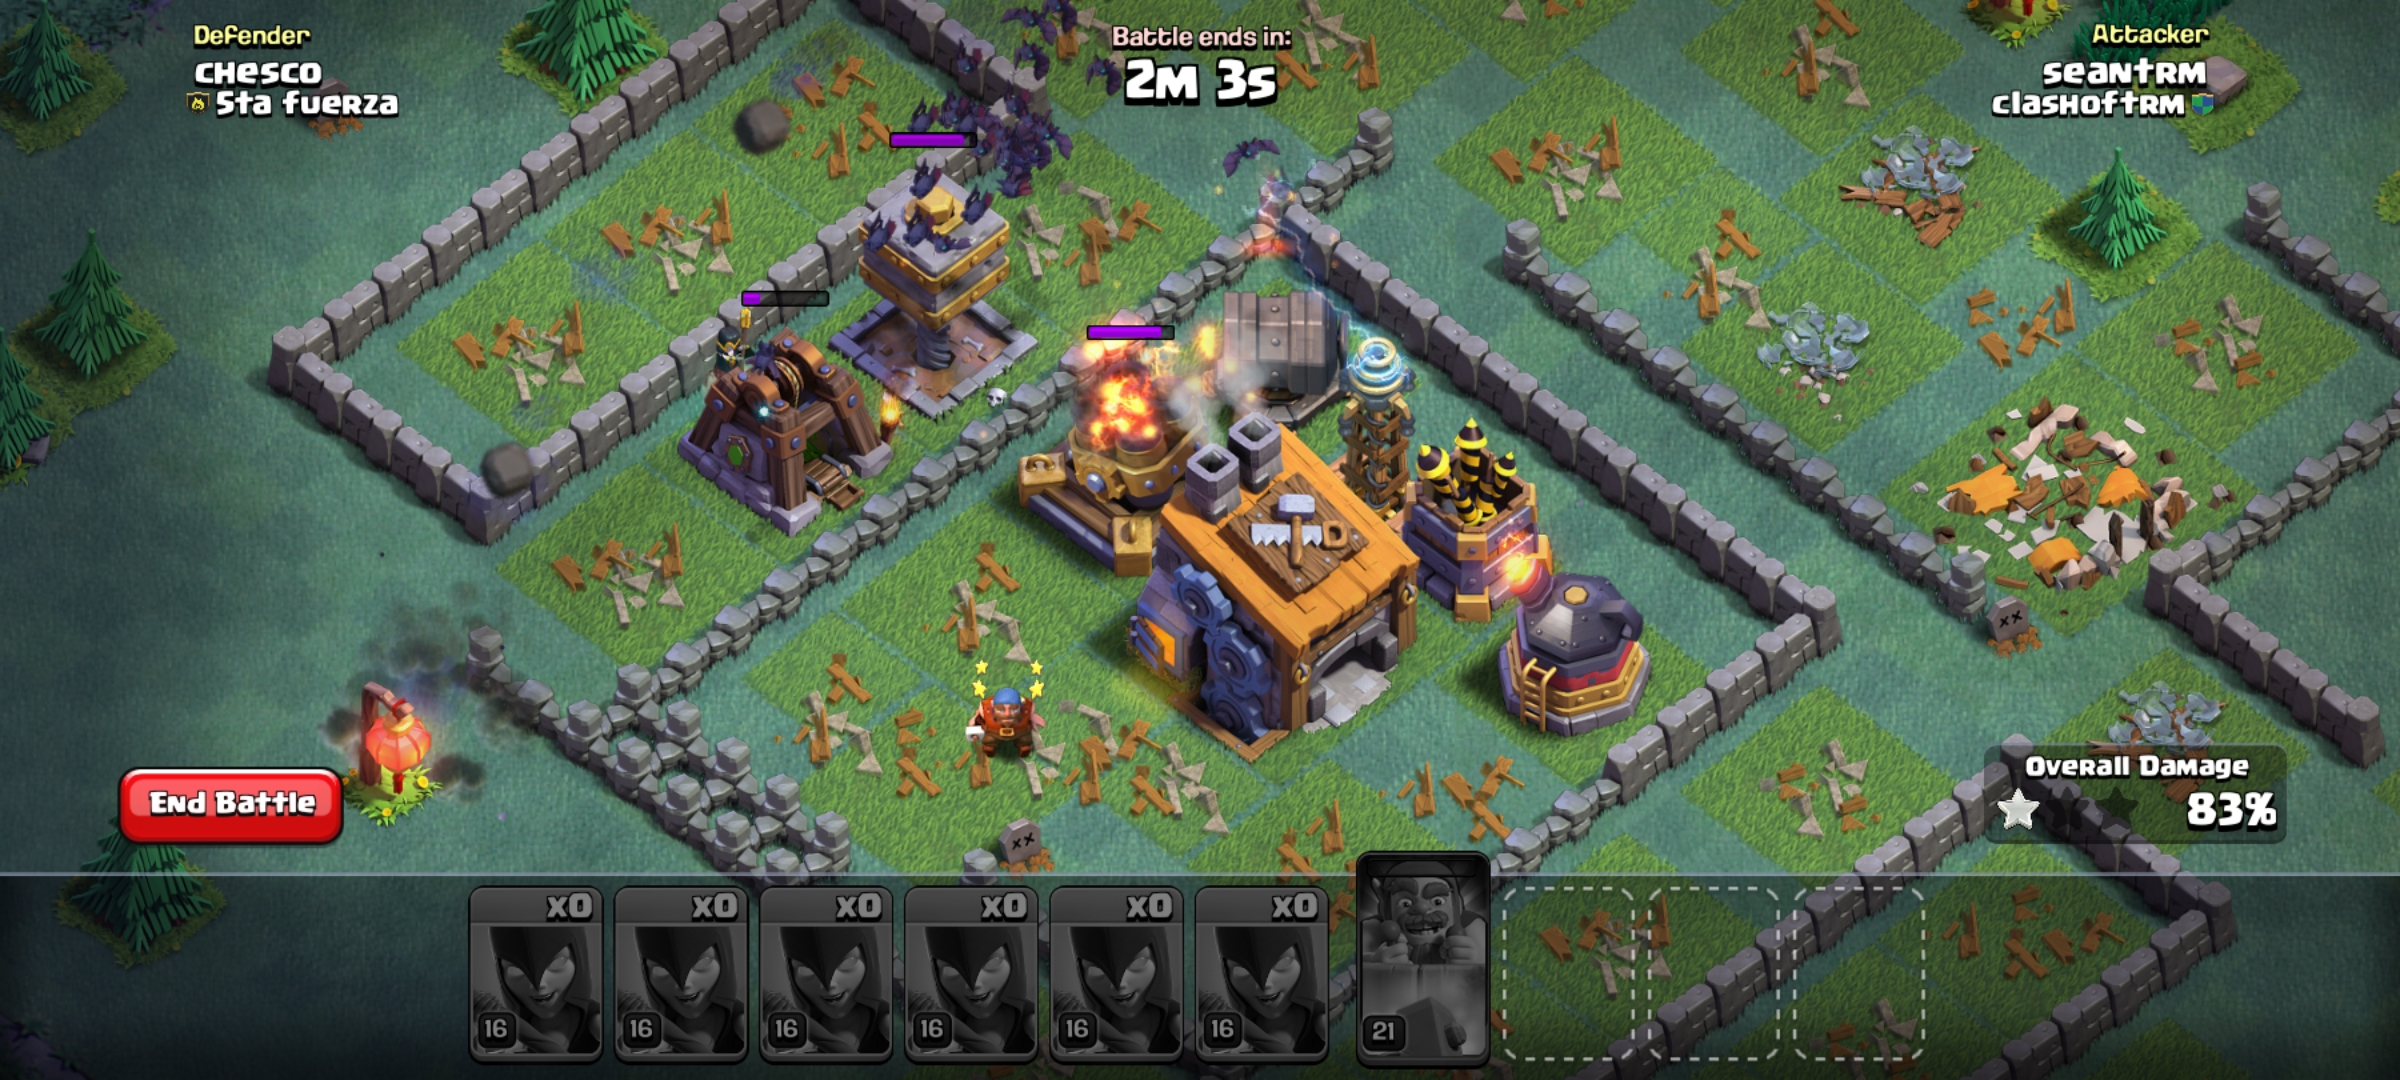 Defender
chesco
5ta fuerza
Battle ends in:
2M 3s
Attacker
seantrm
clashoftrm
End Battle
Overall Damage
83%
x0 x0 x0 x0 x0 x0
16 16 16 16 16 16 21